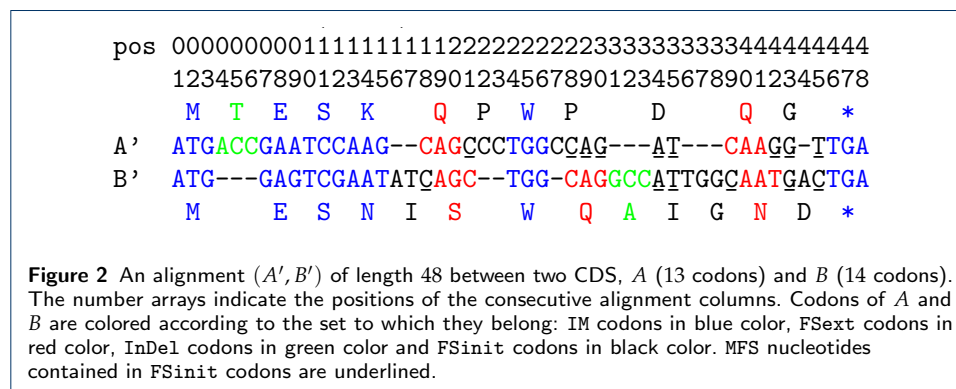 pos 000000000111111111122222222223333333333444444444
123456789012345678901234567890123456789012345678
M T E S K Q P W P D Q G *
A' ATGACCGAATCCAAG--CAGCCCTGGCCAG---AT---CAAGG-TTGA
B' ATG---GAGTCGAATATCAGC--TGG-CAGGCCATTGGCAATGACTGA
M E S N I S W Q A I G N D *
Figure 2 An alignment (A′, B′) of length 48 between two CDS, A (13 codons) and B (14 codons).
The number arrays indicate the positions of the consecutive alignment columns. Codons of A and
B are colored according to the set to which they belong: IM codons in blue color, FSext codons in
red color, InDel codons in green color and FSinit codons in black color. MFS nucleotides
contained in FSinit codons are underlined.